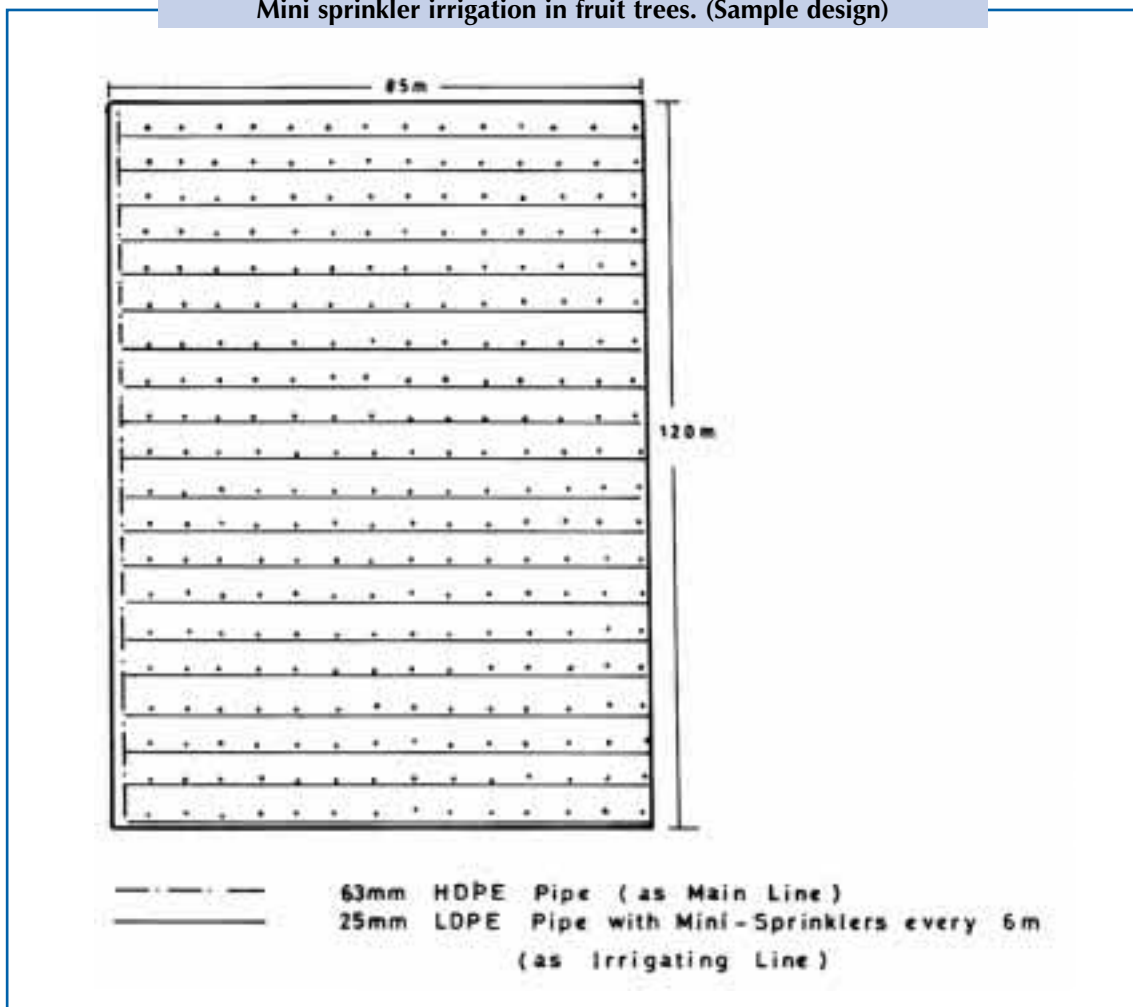 Mini sprinkler irrigation in fruit trees. (Sample design)
85m
120m
63mm HDPE Pipe (as Main Line)
25mm LDPE Pipe with Mini-Sprinklers every 6m
(as Irrigating Line)